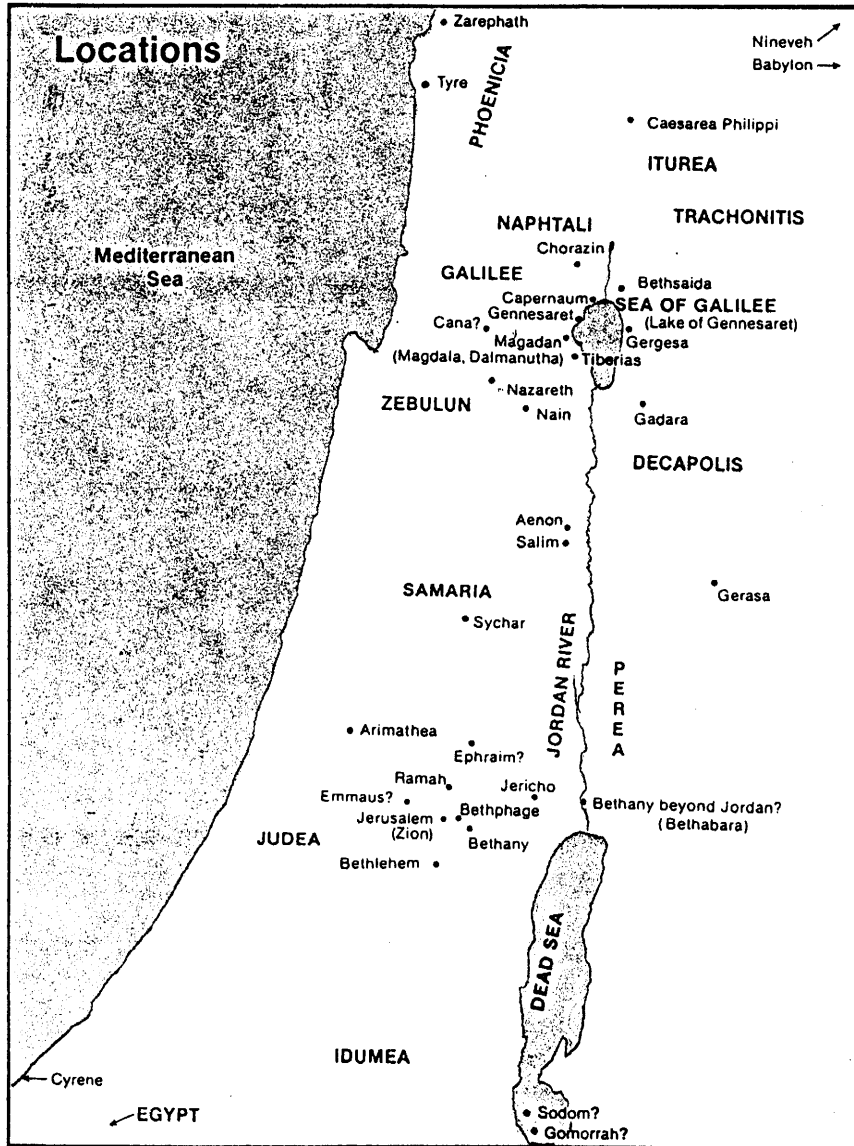 Locations
Zarephath
Nineveh
Babylon
Tyre
PHOENICIA
Caesarea Philippi
ITUREA
NAPHTALI
TRACHONITIS
Mediterranean
Sea
Chorazin
GALILEE
Bethsaida
Capernaum
SEA OF GALILEE
Gennesaret
(Lake of Gennesaret)
Cana?
Gergesa
Magadan
(Magdala, Dalmanutha)
Tiberias
Nazareth
ZEBULUN
Nain
Gadara
DECAPOLIS
Aenon
Salim
SAMARIA
Gerasa
Sychar
JORDAN RIVER
PEREA
Arimathea
Ephraim?
Ramah
Jericho
Emmaus?
Bethphage
Bethany beyond Jordan?
(Bethabara)
Jerusalem
(Zion)
JUDEA
Bethany
Bethlehem
DEAD SEA
IDUMEA
Cyrene
EGYPT
Sodom?
Gomorrah?